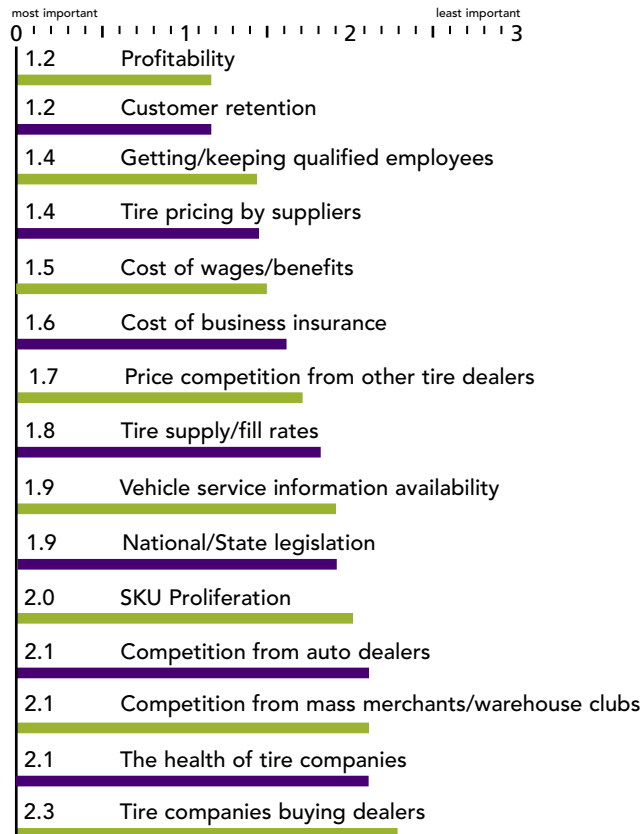 most important least important
0 1 2 3
1.2 Profitability
1.2 Customer retention
1.4 Getting/keeping qualified employees
1.4 Tire pricing by suppliers
1.5 Cost of wages/benefits
1.6 Cost of business insurance
1.7 Price competition from other tire dealers
1.8 Tire supply/fill rates
1.9 Vehicle service information availability
1.9 National/State legislation
2.0 SKU Proliferation
2.1 Competition from auto dealers
2.1 Competition from mass merchants/warehouse clubs
2.1 The health of tire companies
2.3 Tire companies buying dealers